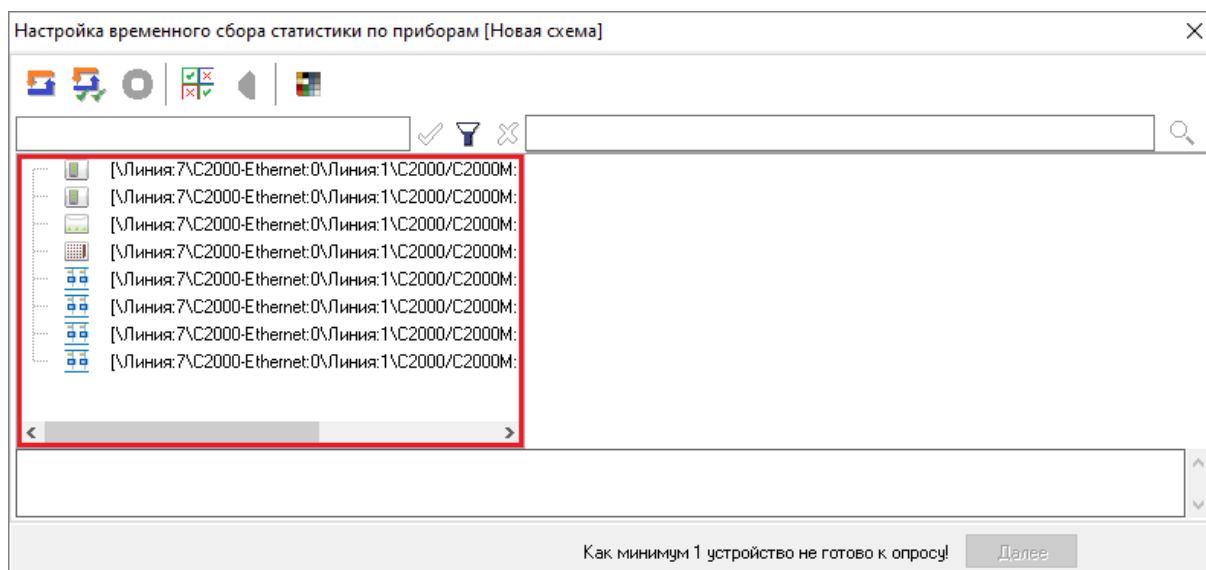 Настройка временного сбора статистики по приборам [Новая схема]
[\Линия:7\C2000-Ethernet:0\Линия:1\C2000/C2000M:
[\Линия:7\C2000-Ethernet:0\Линия:1\C2000/C2000M:
[\Линия:7\C2000-Ethernet:0\Линия:1\C2000/C2000M:
[\Линия:7\C2000-Ethernet:0\Линия:1\C2000/C2000M:
[\Линия:7\C2000-Ethernet:0\Линия:1\C2000/C2000M:
[\Линия:7\C2000-Ethernet:0\Линия:1\C2000/C2000M:
[\Линия:7\C2000-Ethernet:0\Линия:1\C2000/C2000M:
[\Линия:7\C2000-Ethernet:0\Линия:1\C2000/C2000M:
Как минимум 1 устройство не готово к опросу!
Далее